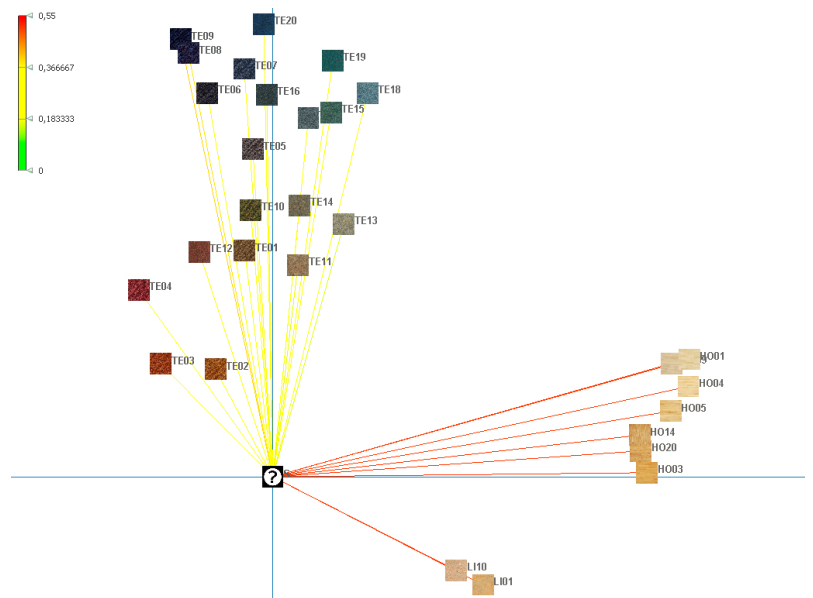 0,55
0,366667
0,183333
0
TE20
TE09
TE08
TE07
TE19
TE06
TE16
TE18
TE15
TE05
TE10
TE14
TE13
TE12
TE01
TE11
TE04
TE03
TE02
HO01
HO04
HO05
HO14
HO20
HO03
?
LI10
LI01